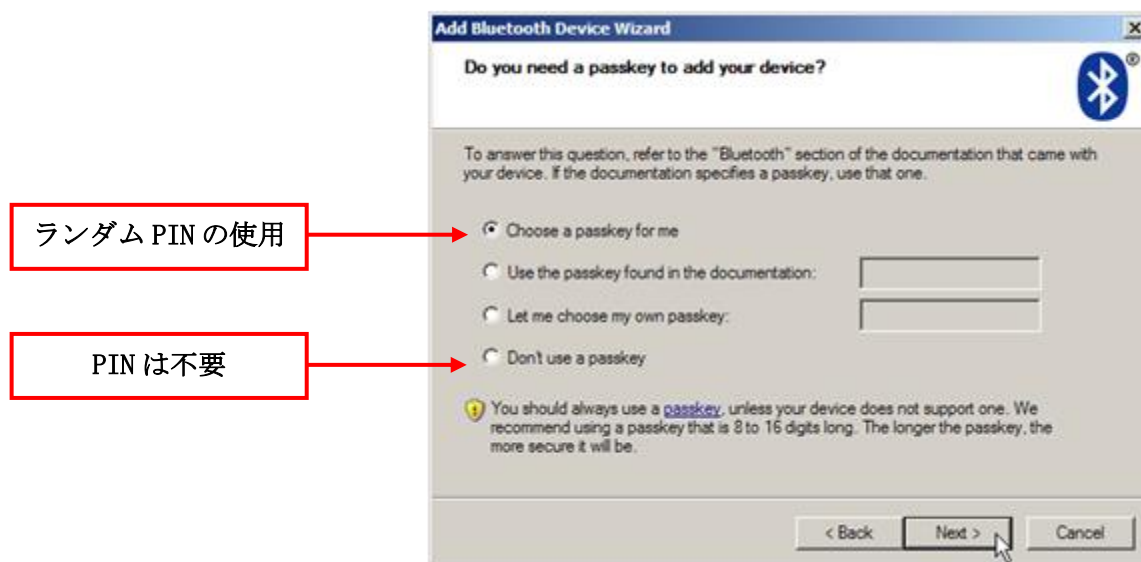 Add Bluetooth Device Wizard
Do you need a passkey to add your device?
To answer this question, refer to the "Bluetooth" section of the documentation that came with
your device. If the documentation specifies a passkey, use that one.
ランダム PIN の使用
Choose a passkey for me
Use the passkey found in the documentation:
Let me choose my own passkey:
PIN は不要
Don't use a passkey
You should always use a passkey, unless your device does not support one. We
recommend using a passkey that is 8 to 16 digits long. The longer the passkey, the
more secure it will be.
< Back
Next >
Cancel